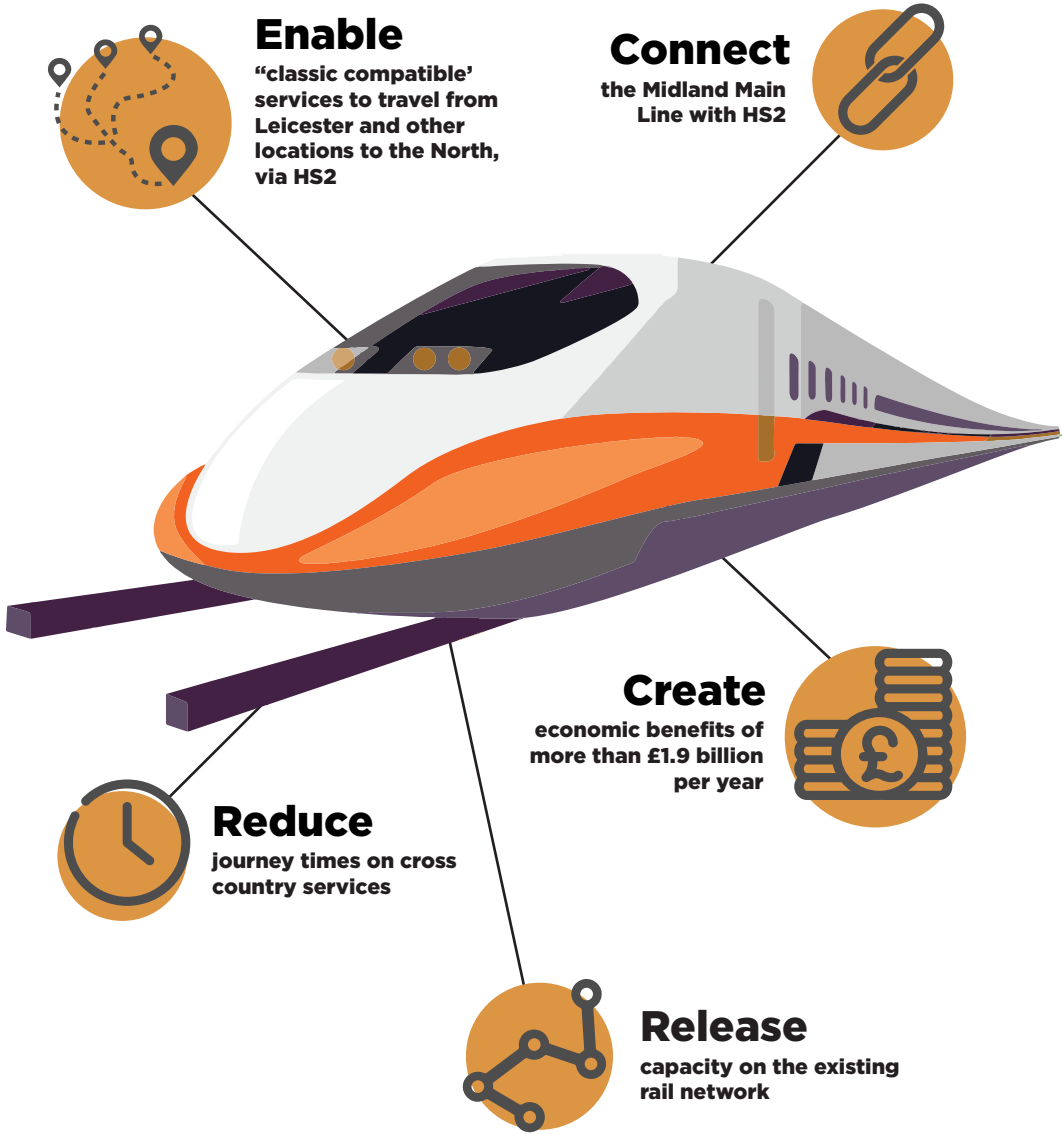 Enable
“classic compatible’
services to travel from
Leicester and other
locations to the North,
via HS2
Connect
the Midland Main
Line with HS2
Create
economic benefits of
more than £1.9 billion
per year
£
Reduce
journey times on cross
country services
Release
capacity on the existing
rail network